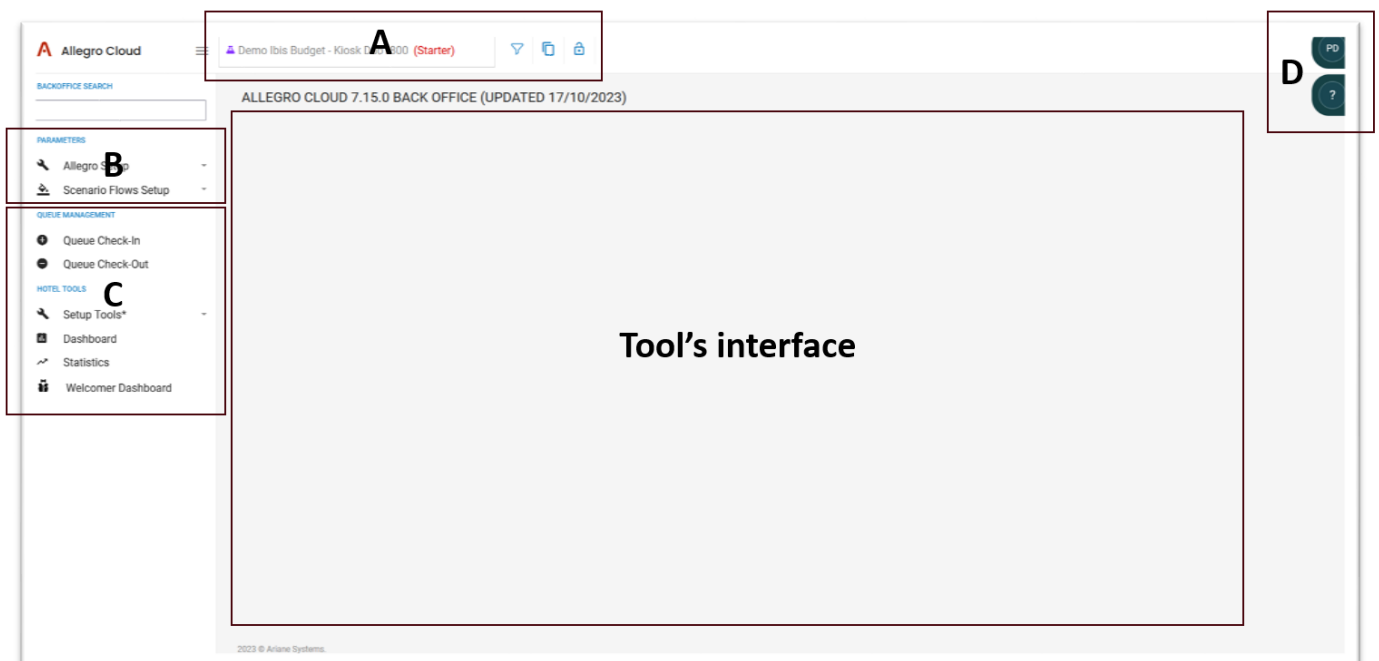 A
Allegro Cloud
Demo Ibis Budget - Kiosk D 800 (Starter)
PD
D
?
BACKOFFICE SEARCH
ALLEGRO CLOUD 7.15.0 BACK OFFICE (UPDATED 17/10/2023)
PARAMETERS
Allegro Setup
B
Scenario Flows Setup
QUEUE MANAGEMENT
Queue Check-In
Queue Check-Out
HOTEL TOOLS
C
Setup Tools*
Dashboard
Statistics
Welcomer Dashboard
Tool's interface
2023 © Ariane Systems.